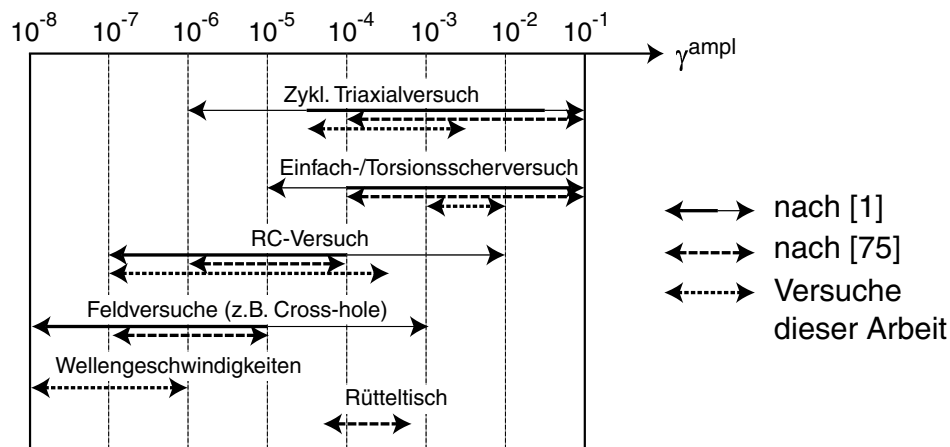 10⁻⁸ 10⁻⁷ 10⁻⁶ 10⁻⁵ 10⁻⁴ 10⁻³ 10⁻² 10⁻¹
γᵃᵐᵖˡ
Zykl. Triaxialversuch
Einfach-/Torsionsscherversuch
RC-Versuch
Feldversuche (z.B. Cross-hole)
Wellengeschwindigkeiten
Rütteltisch
nach [1]
nach [75]
Versuche
dieser Arbeit